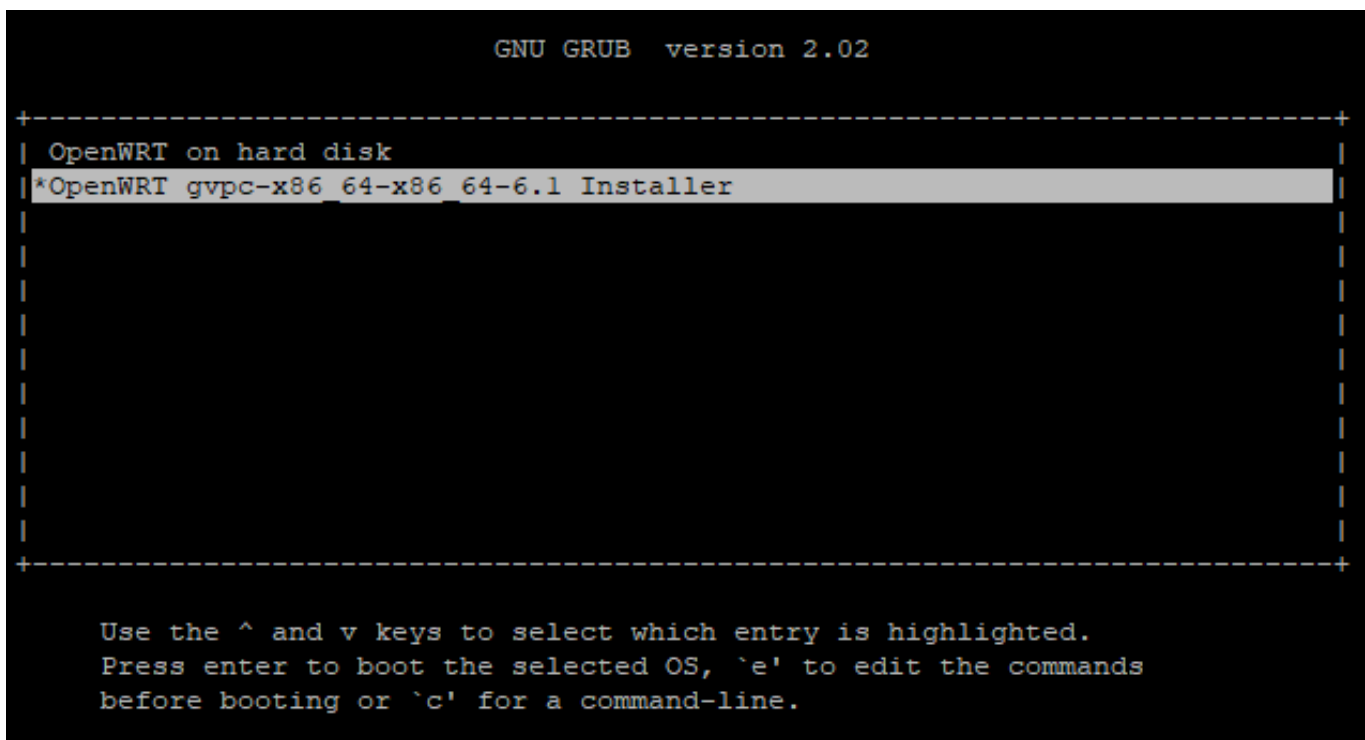 GNU GRUB version 2.02
OpenWRT on hard disk
*OpenWRT gvpc-x86_64-x86_64-6.1 Installer
Use the ^ and v keys to select which entry is highlighted.
Press enter to boot the selected OS, `e' to edit the commands
before booting or `c' for a command-line.